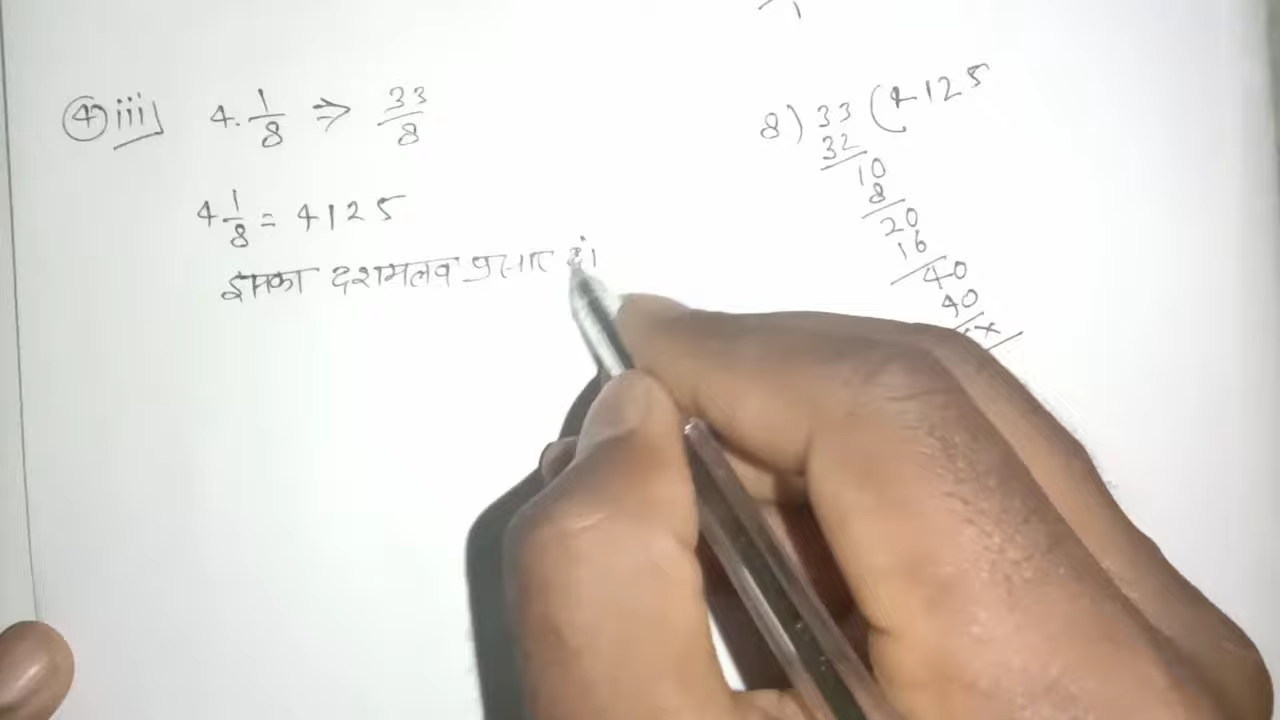 4 iii) 4.1/8 ⇒ 33/8
4 1/8 = 4125
इसका दशमलव प्रसार है।
8) 33 (4125
32
10
8
20
16
40
40
x